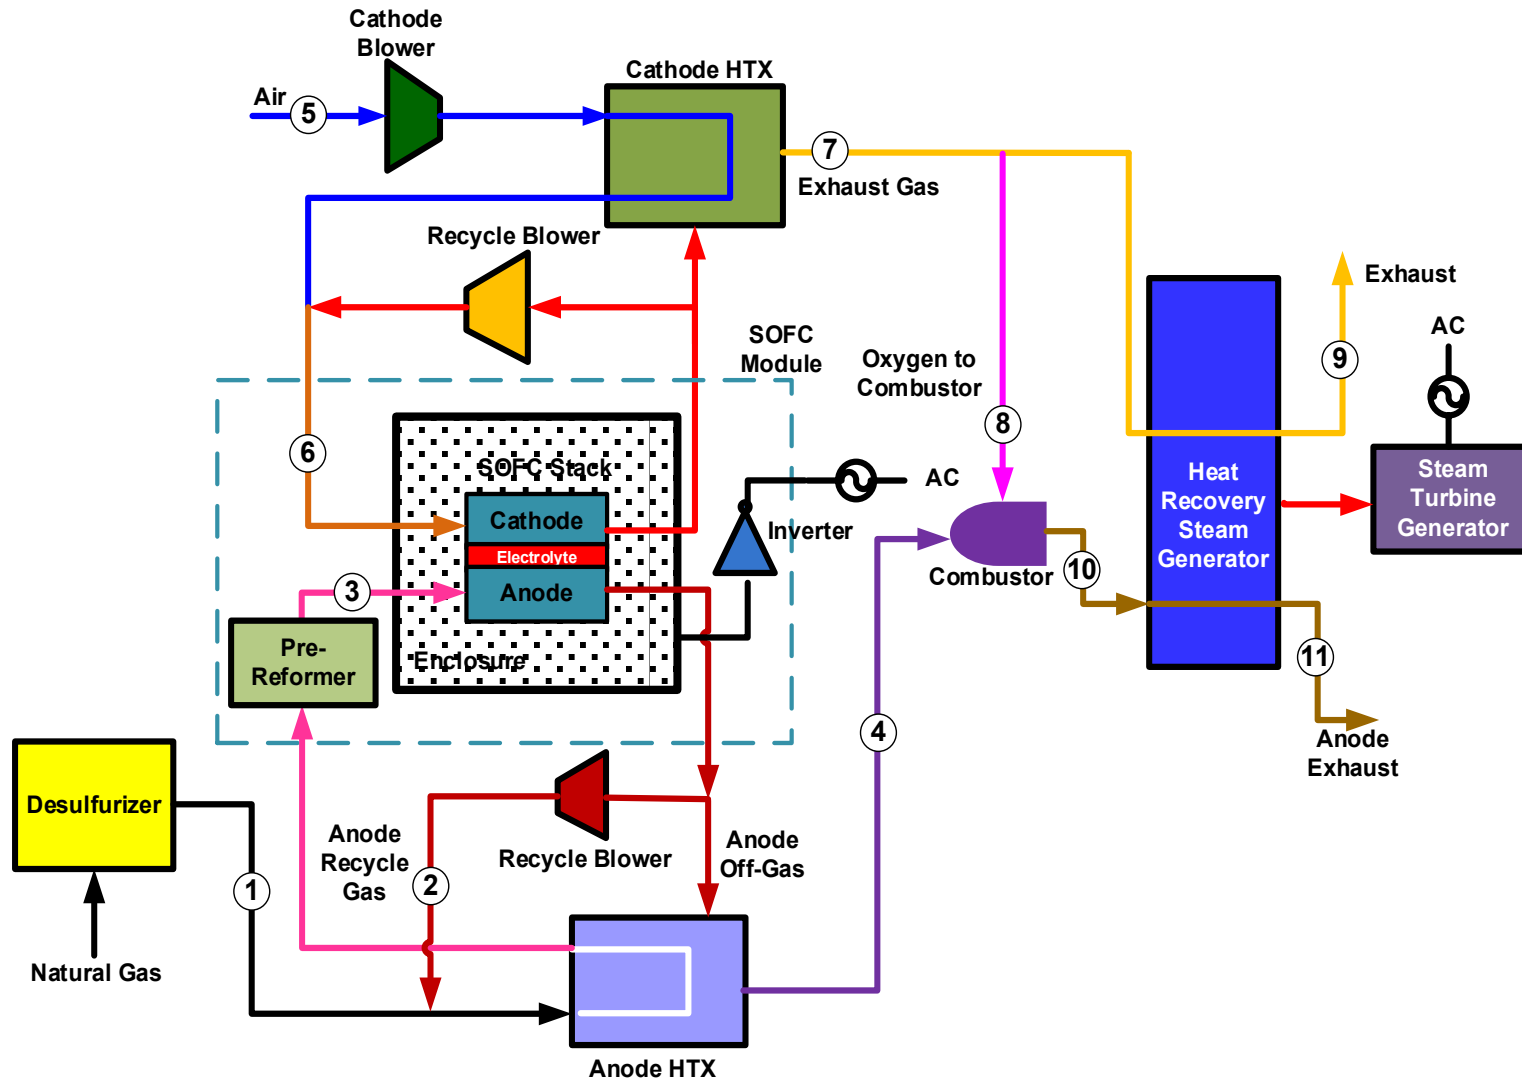 Cathode
Blower
Air
5
Cathode HTX
7
Exhaust Gas
Recycle Blower
SOFC
Module
Oxygen to
Combustor
8
Exhaust
9
AC
6
SOFC Stack
Cathode
Electrolyte
Anode
Enclosure
AC
Inverter
Combustor
10
Heat
Recovery
Steam
Generator
Steam
Turbine
Generator
3
Pre-
Reformer
11
Anode
Exhaust
4
Desulfurizer
Natural Gas
1
Anode
Recycle
Gas
2
Recycle Blower
Anode
Off-Gas
Anode HTX